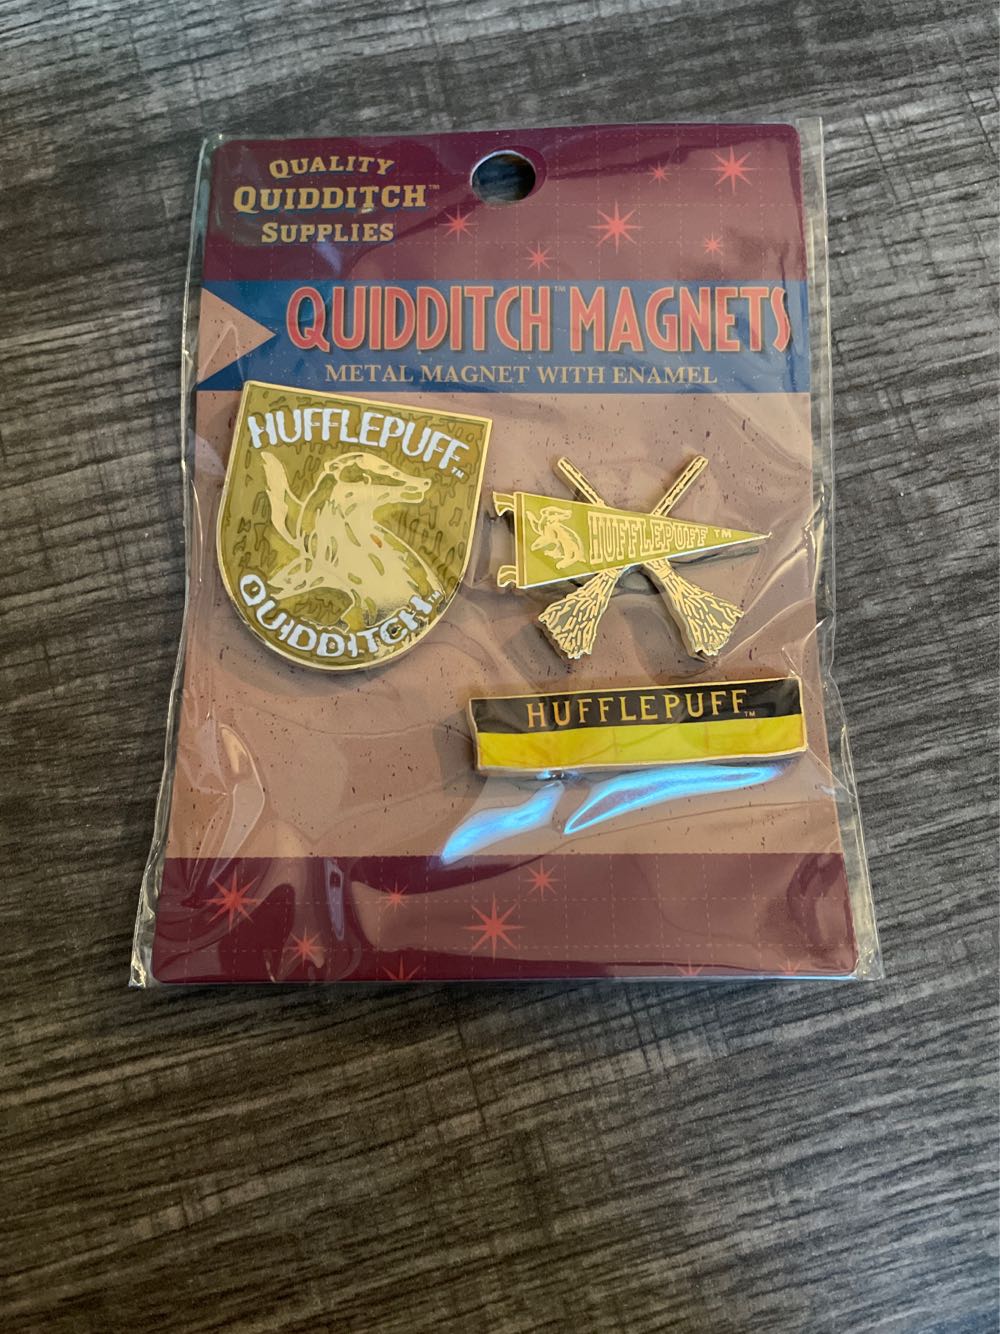 QUALITY
QUIDDITCH™
SUPPLIES
QUIDDITCH™ MAGNETS
METAL MAGNET WITH ENAMEL
HUFFLEPUFF™
QUIDDITCH™
HUFFLEPUFF™
HUFFLEPUFF™